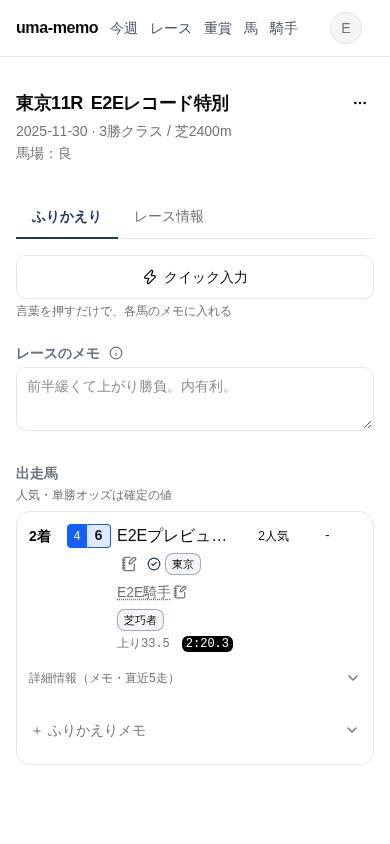 uma-memo 今週 レース 重賞 馬 騎手 E
東京11R E2Eレコード特別 …
2025-11-30 · 3勝クラス / 芝2400m
馬場：良
ふりかえり レース情報
クイック入力
言葉を押すだけで、各馬のメモに入れる
レースのメモ
前半緩くて上がり勝負。内有利。
出走馬
人気・単勝オッズは確定の値
2着 4 6 E2Eプレビュ… 2人気 -
東京
E2E騎手
芝巧者
上り33.5 2:20.3
詳細情報（メモ・直近5走）
＋ ふりかえりメモ